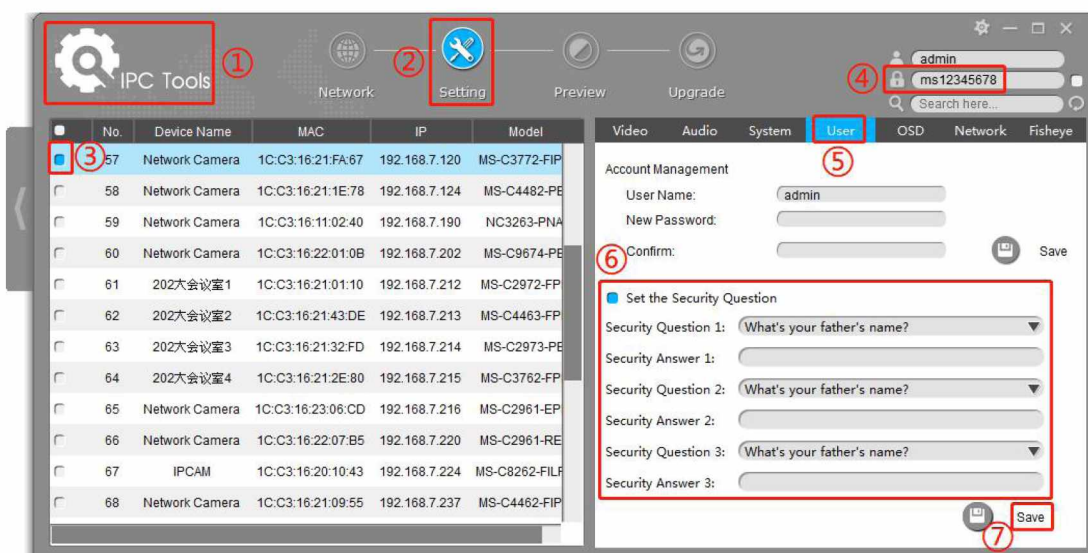 IPC Tools
①
Network
②
Setting
Preview
Upgrade
admin
④
ms12345678
Search here...
No. Device Name MAC IP Model
③
57 Network Camera 1C:C3:16:21:FA:67 192.168.7.120 MS-C3772-FIP
58 Network Camera 1C:C3:16:21:1E:78 192.168.7.124 MS-C4482-PE
59 Network Camera 1C:C3:16:11:02:40 192.168.7.190 NC3263-PNA
60 Network Camera 1C:C3:16:22:01:0B 192.168.7.202 MS-C9674-PE
61 202大会议室1 1C:C3:16:21:01:10 192.168.7.212 MS-C2972-FP
62 202大会议室2 1C:C3:16:21:43:DE 192.168.7.213 MS-C4463-FP
63 202大会议室3 1C:C3:16:21:32:FD 192.168.7.214 MS-C2973-PE
64 202大会议室4 1C:C3:16:21:2E:80 192.168.7.215 MS-C3762-FP
65 Network Camera 1C:C3:16:23:06:CD 192.168.7.216 MS-C2961-EP
66 Network Camera 1C:C3:16:22:07:B5 192.168.7.220 MS-C2961-RE
67 IPCAM 1C:C3:16:20:10:43 192.168.7.224 MS-C8262-FILF
68 Network Camera 1C:C3:16:21:09:55 192.168.7.237 MS-C4462-FIP
Video Audio System User OSD Network Fisheye
⑤
Account Management
User Name: admin
New Password:
Confirm: Save
⑥
Set the Security Question
Security Question 1: What's your father's name?
Security Answer 1:
Security Question 2: What's your father's name?
Security Answer 2:
Security Question 3: What's your father's name?
Security Answer 3:
Save
⑦